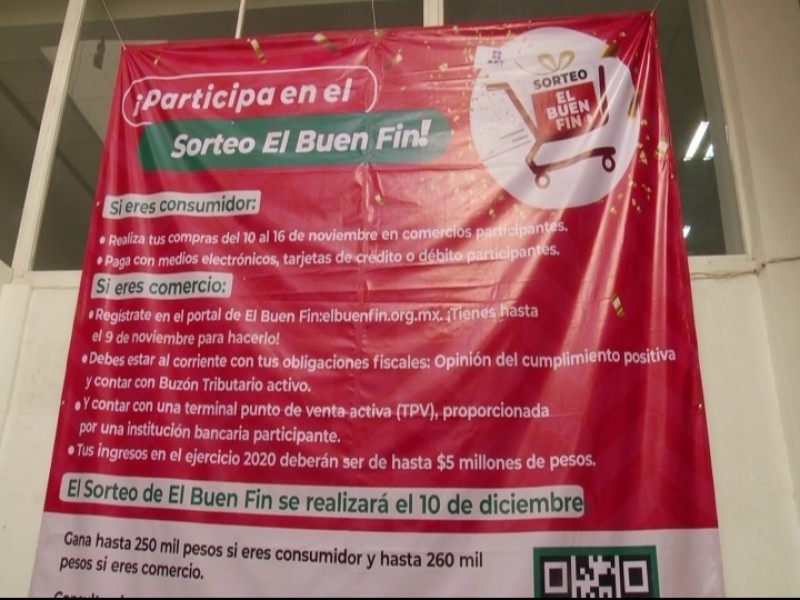 ¡Participa en el
Sorteo El Buen Fin!
SORTEO
EL
BUEN
FIN
Si eres consumidor:
• Realiza tus compras del 10 al 16 de noviembre en comercios participantes.
• Paga con medios electrónicos, tarjetas de crédito o débito participantes.
Si eres comercio:
• Regístrate en el portal de El Buen Fin:elbuenfin.org.mx. ¡Tienes hasta
el 9 de noviembre para hacerlo!
• Debes estar al corriente con tus obligaciones fiscales: Opinión del cumplimiento positiva
y contar con Buzón Tributario activo.
• Y contar con una terminal punto de venta activa (TPV), proporcionada
por una institución bancaria participante.
• Tus ingresos en el ejercicio 2020 deberán ser de hasta $5 millones de pesos.
El Sorteo de El Buen Fin se realizará el 10 de diciembre
Gana hasta 250 mil pesos si eres consumidor y hasta 260 mil
pesos si eres comercio.